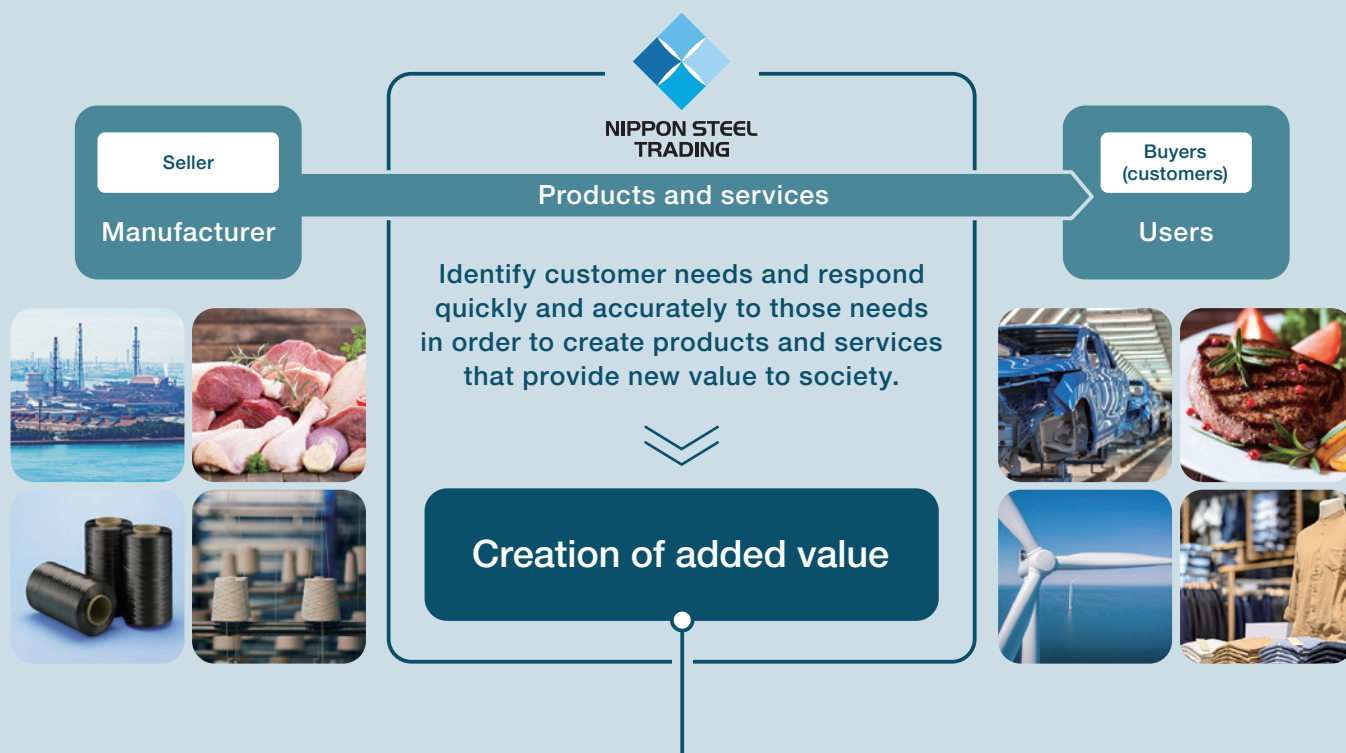 NIPPON STEEL
TRADING
Seller
Manufacturer
Products and services
Buyers
(customers)
Users
Identify customer needs and respond
quickly and accurately to those needs
in order to create products and services
that provide new value to society.
Creation of added value